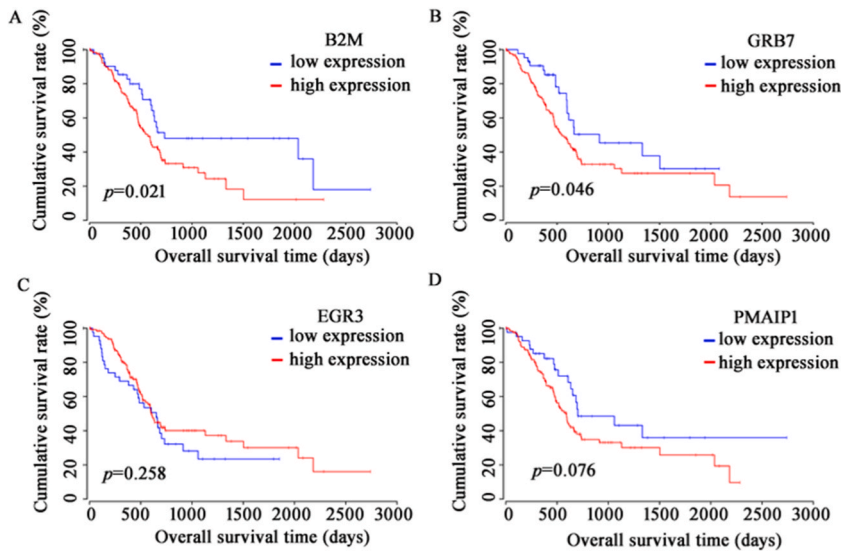 A
B2M
low expression
high expression
Cumulative survival rate (%)
0 20 40 60 80 100
p=0.021
0 500 1000 1500 2000 2500 3000
Overall survival time (days)
B
GRB7
low expression
high expression
Cumulative survival rate (%)
0 20 40 60 80 100
p=0.046
0 500 1000 1500 2000 2500 3000
Overall survival time (days)
C
EGR3
low expression
high expression
Cumulative survival rate (%)
0 20 40 60 80 100
p=0.258
0 500 1000 1500 2000 2500 3000
Overall survival time (days)
D
PMAIP1
low expression
high expression
Cumulative survival rate (%)
0 20 40 60 80 100
p=0.076
0 500 1000 1500 2000 2500 3000
Overall survival time (days)